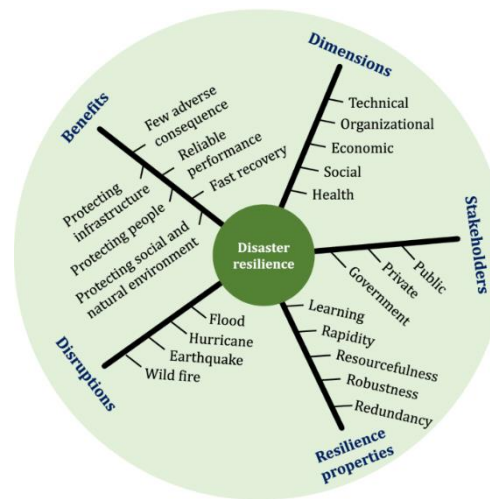 Disaster
resilience
Benefits
Few adverse
consequence
Reliable
performance
Fast recovery
Protecting
infrastructure
Protecting people
Protecting social and
natural environment
Dimensions
Technical
Organizational
Economic
Social
Health
Stakeholders
Public
Private
Government
Resilience
properties
Learning
Rapidity
Resourcefulness
Robustness
Redundancy
Disruptions
Flood
Hurricane
Earthquake
Wild fire